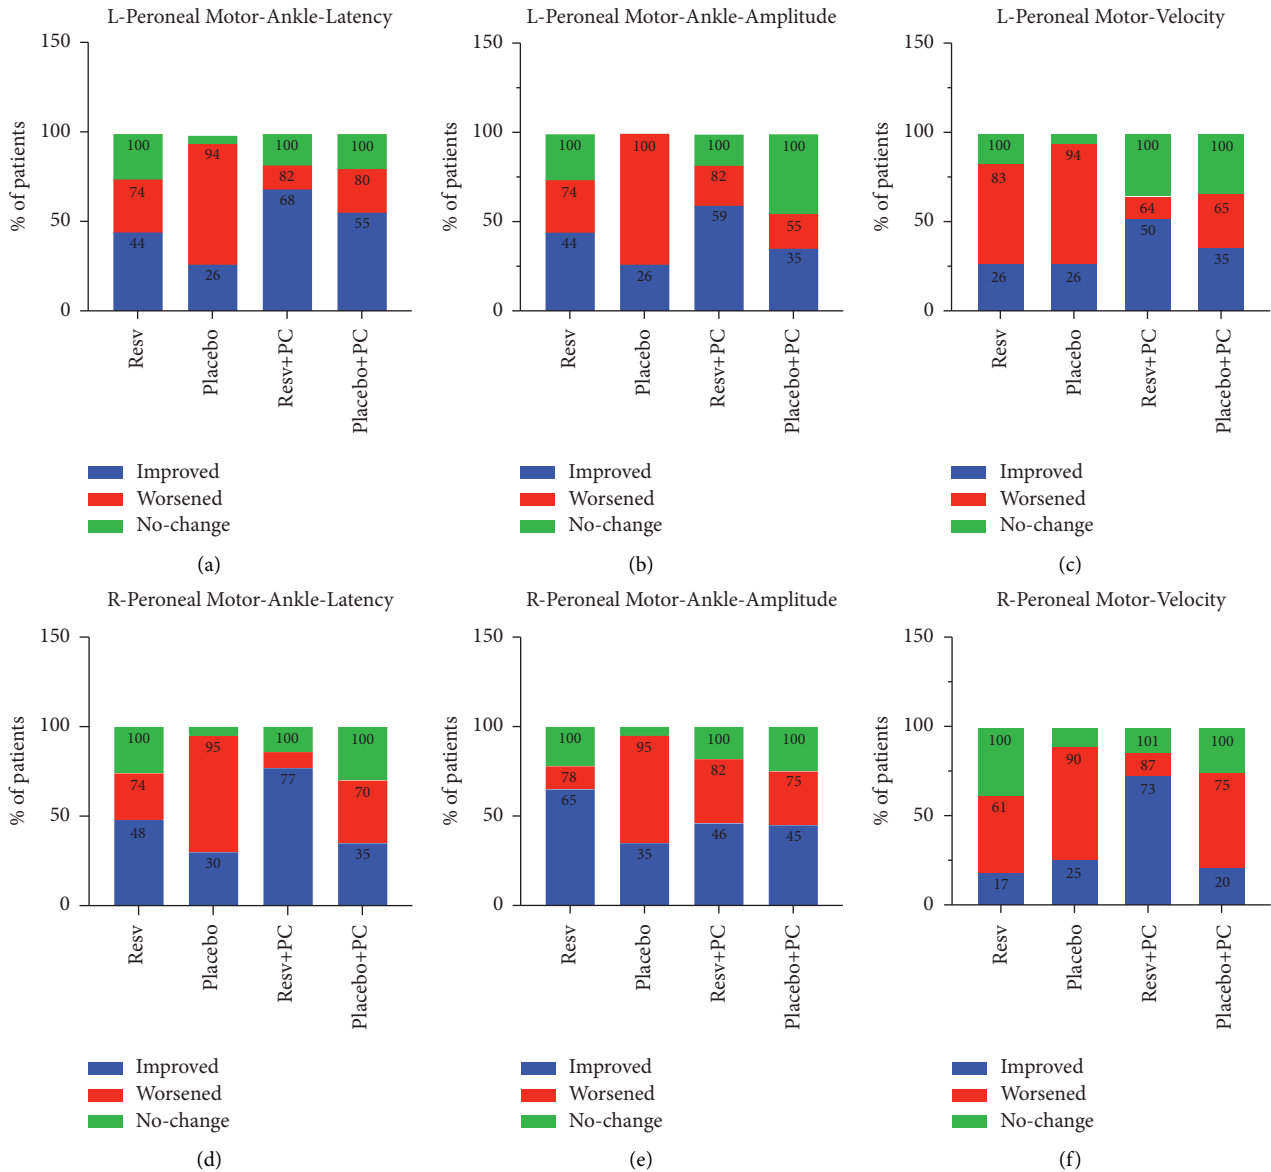 L-Peroneal Motor-Ankle-Latency
150
100
50
0
% of patients
100
74
44
94
26
100
82
68
100
80
55
Resv
Placebo
Resv+PC
Placebo+PC
Improved
Worsened
No-change
(a)
L-Peroneal Motor-Ankle-Amplitude
150
100
50
0
% of patients
100
74
44
100
26
100
82
59
100
55
35
Resv
Placebo
Resv+PC
Placebo+PC
Improved
Worsened
No-change
(b)
L-Peroneal Motor-Velocity
150
100
50
0
% of patients
100
83
26
94
26
100
64
50
100
65
35
Resv
Placebo
Resv+PC
Placebo+PC
Improved
Worsened
No-change
(c)
R-Peroneal Motor-Ankle-Latency
150
100
50
0
% of patients
100
74
48
95
30
100
77
100
70
35
Resv
Placebo
Resv+PC
Placebo+PC
Improved
Worsened
No-change
(d)
R-Peroneal Motor-Ankle-Amplitude
150
100
50
0
% of patients
100
78
65
95
35
100
82
46
100
75
45
Resv
Placebo
Resv+PC
Placebo+PC
Improved
Worsened
No-change
(e)
R-Peroneal Motor-Velocity
150
100
50
0
% of patients
100
61
17
90
25
101
87
73
100
75
20
Resv
Placebo
Resv+PC
Placebo+PC
Improved
Worsened
No-change
(f)